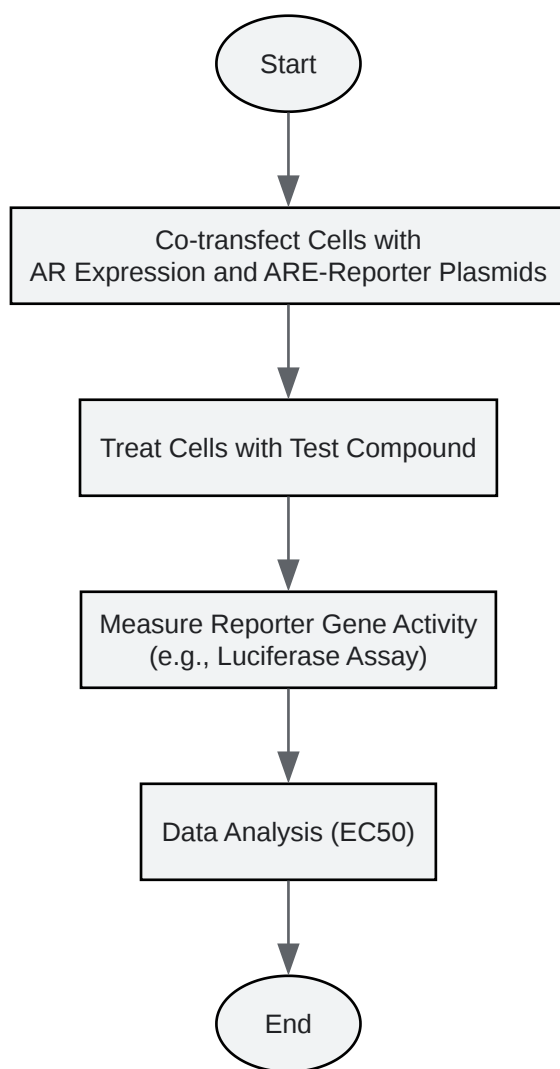 Start
Co-transfect Cells with
AR Expression and ARE-Reporter Plasmids
Treat Cells with Test Compound
Measure Reporter Gene Activity
(e.g., Luciferase Assay)
Data Analysis (EC50)
End